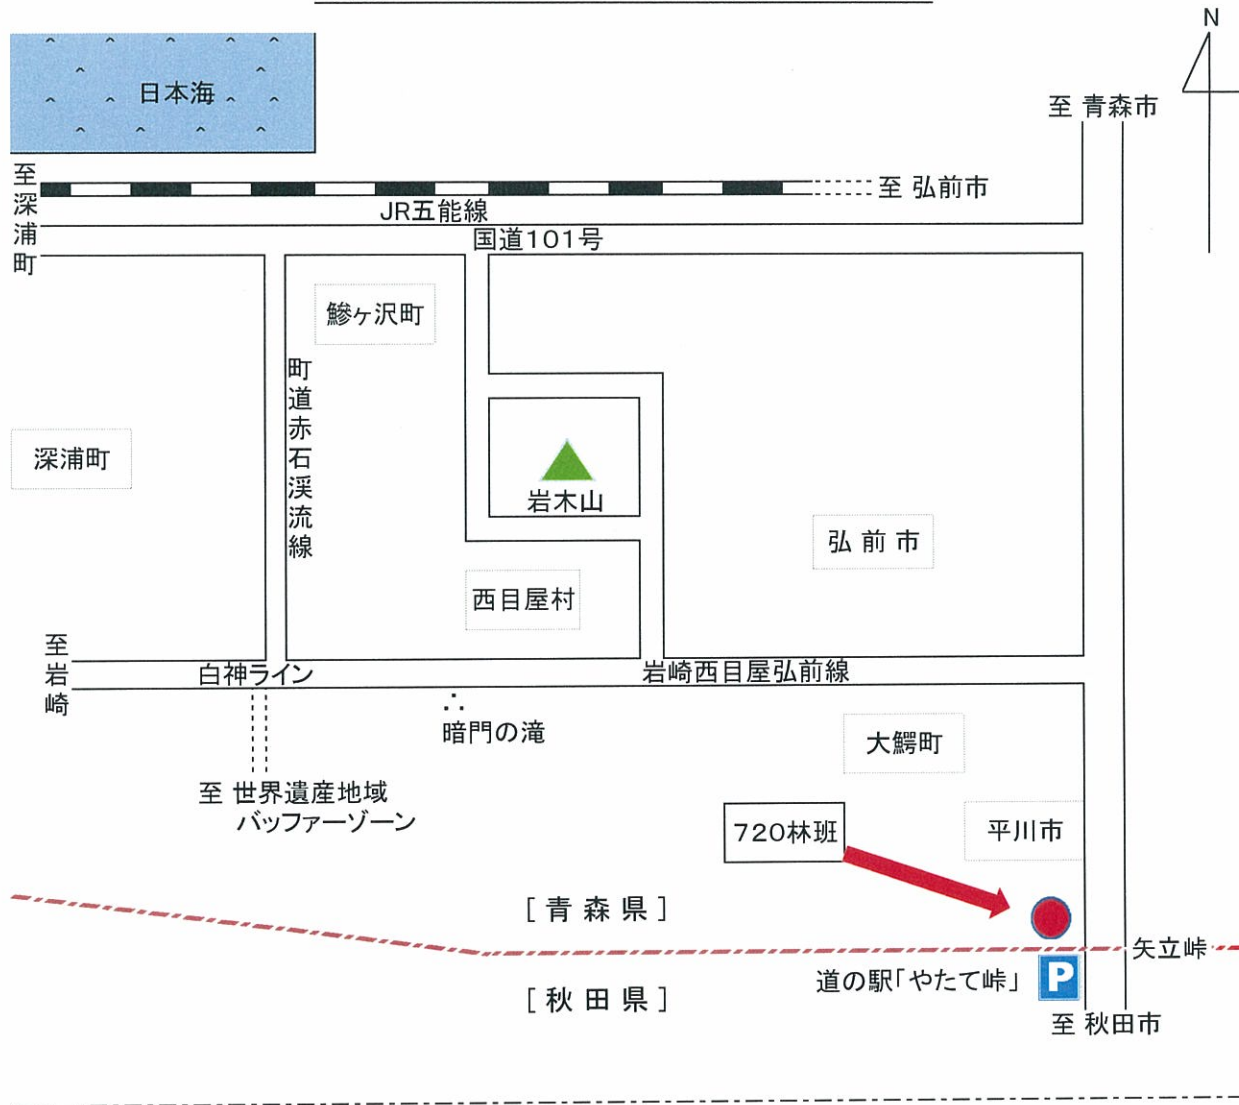 N
日本海
至 青森市
至深浦町
至 弘前市
JR五能線
国道101号
鰺ヶ沢町
町道赤石渓流線
深浦町
岩木山
弘前市
西目屋村
至岩崎
白神ライン
岩崎西目屋弘前線
暗門の滝
大鰐町
至 世界遺産地域
バッファーゾーン
720林班
平川市
[青森県]
矢立峠
道の駅「やたて峠」
P
[秋田県]
至 秋田市